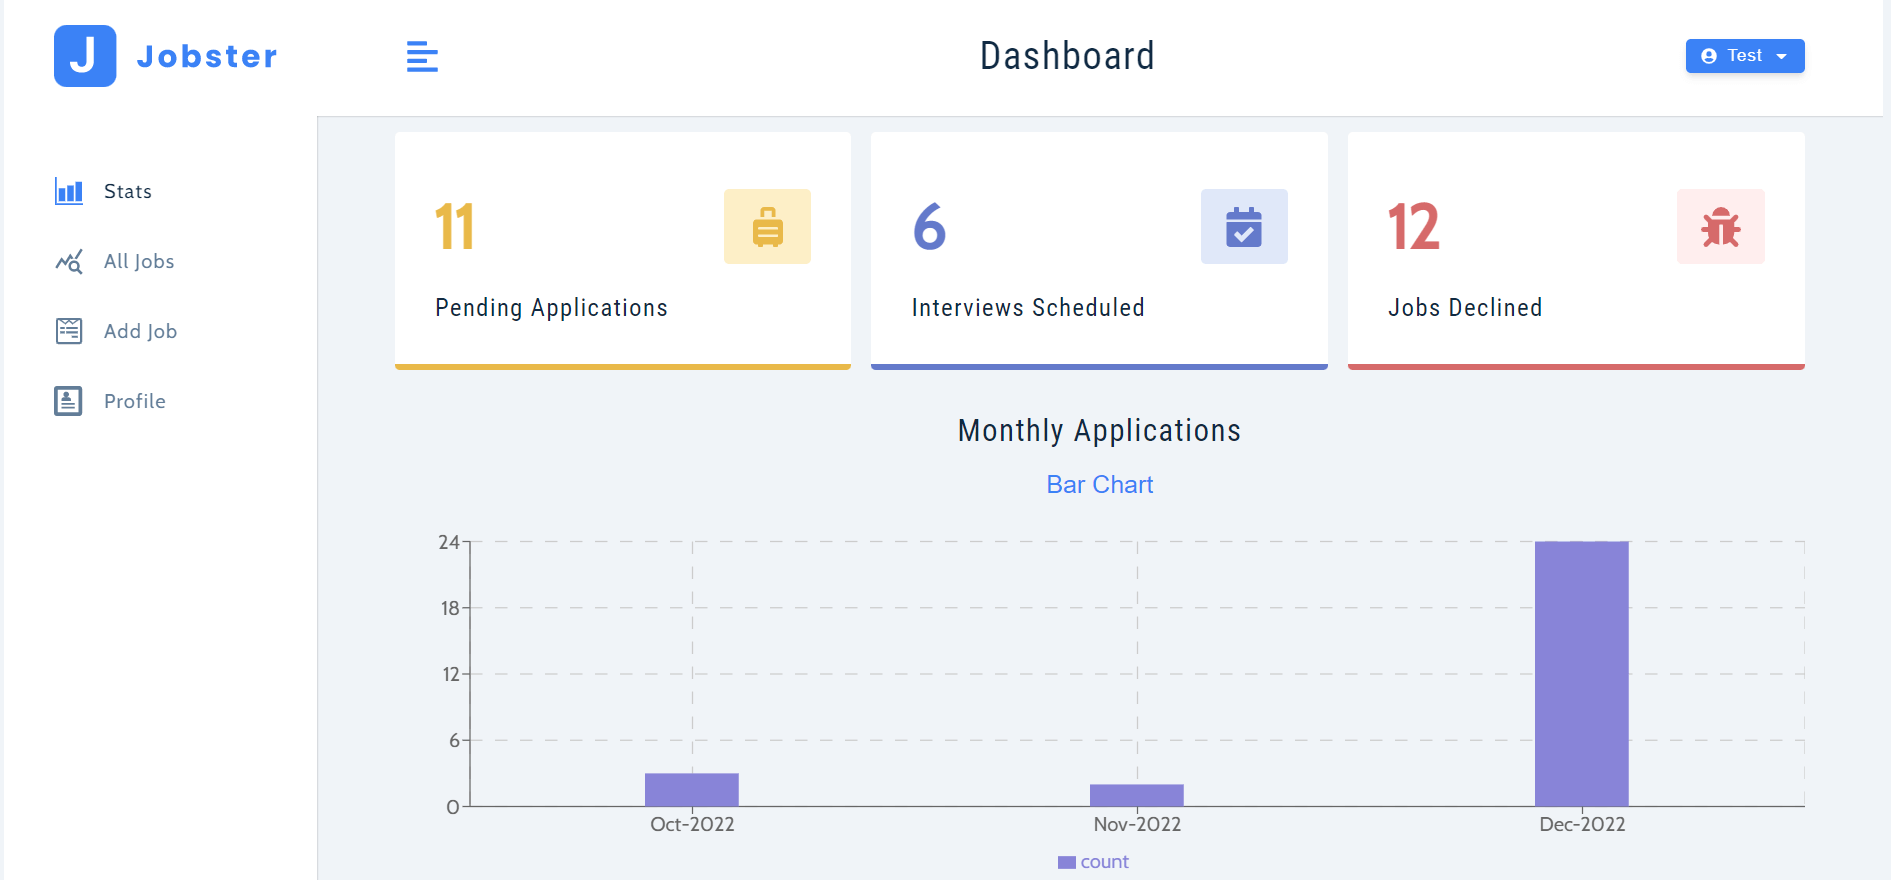 J Jobster
Dashboard
Test
Stats
All Jobs
Add Job
Profile
11
Pending Applications
6
Interviews Scheduled
12
Jobs Declined
Monthly Applications
Bar Chart
24
18
12
6
0
Oct-2022 Nov-2022 Dec-2022
count